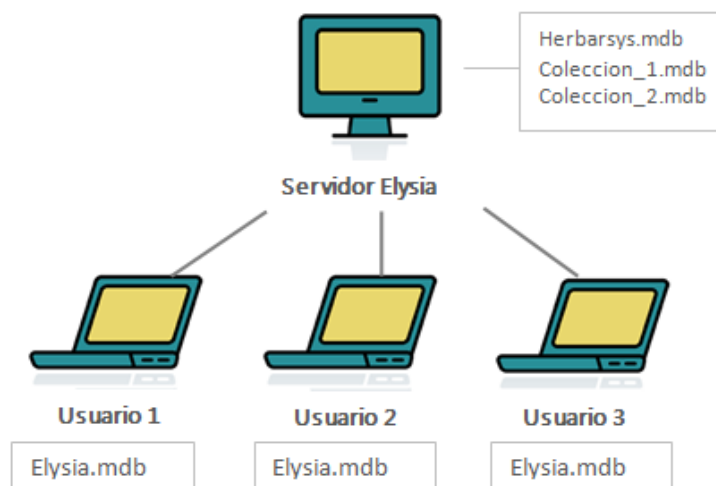 Herbarsys.mdb
Coleccion_1.mdb
Coleccion_2.mdb
Servidor Elysia
Usuario 1
Usuario 2
Usuario 3
Elysia.mdb
Elysia.mdb
Elysia.mdb